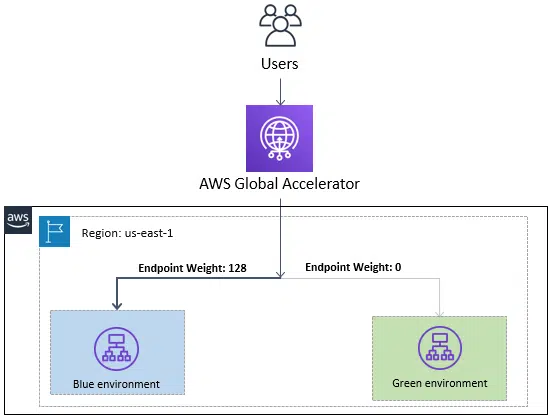 Users
AWS Global Accelerator
aws
Region: us-east-1
Endpoint Weight: 128
Endpoint Weight: 0
Blue environment
Green environment